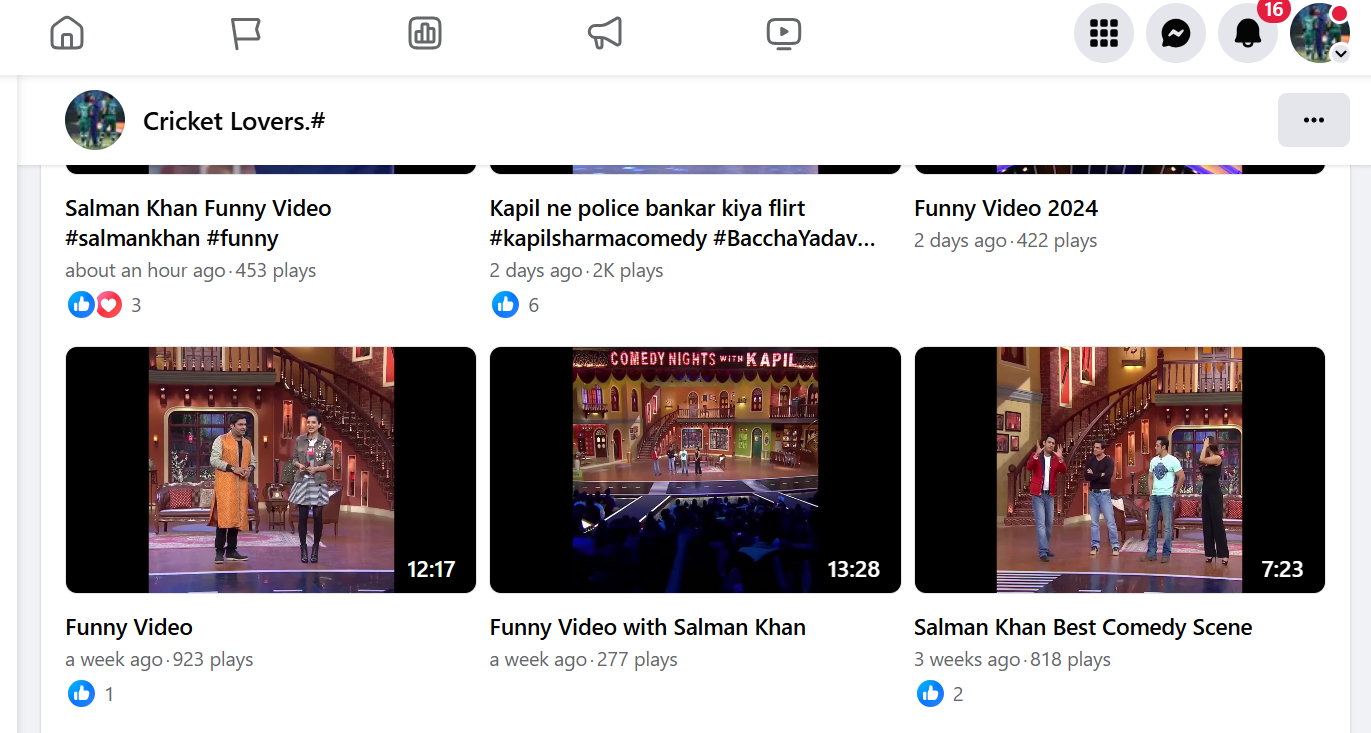 16
Cricket Lovers.#
Salman Khan Funny Video
#salmankhan #funny
about an hour ago · 453 plays
3
Kapil ne police bankar kiya flirt
#kapilsharmacomedy #BacchaYadav...
2 days ago · 2K plays
6
Funny Video 2024
2 days ago · 422 plays
12:17
Funny Video
a week ago · 923 plays
1
COMEDY NIGHTS WITH KAPIL
13:28
Funny Video with Salman Khan
a week ago · 277 plays
7:23
Salman Khan Best Comedy Scene
3 weeks ago · 818 plays
2